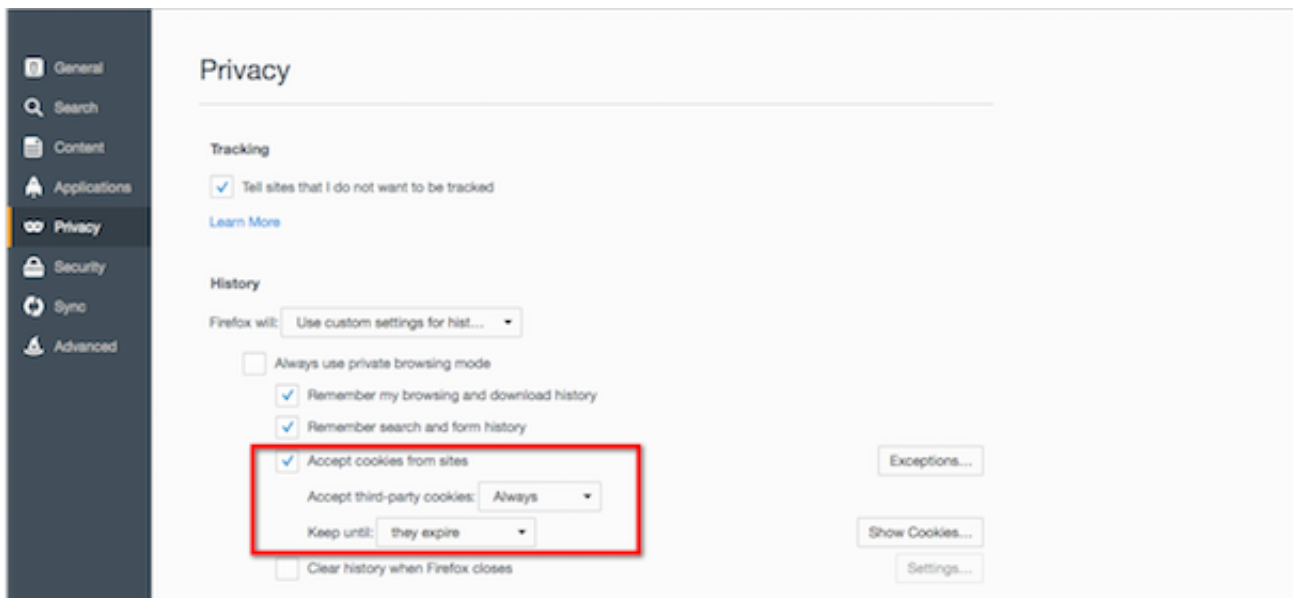 General
Search
Content
Applications
Privacy
Security
Sync
Advanced
Privacy
Tracking
Tell sites that I do not want to be tracked
Learn More
History
Firefox will: Use custom settings for hist...
Always use private browsing mode
Remember my browsing and download history
Remember search and form history
Accept cookies from sites Exceptions...
Accept third-party cookies: Always
Keep until: they expire Show Cookies...
Clear history when Firefox closes Settings...